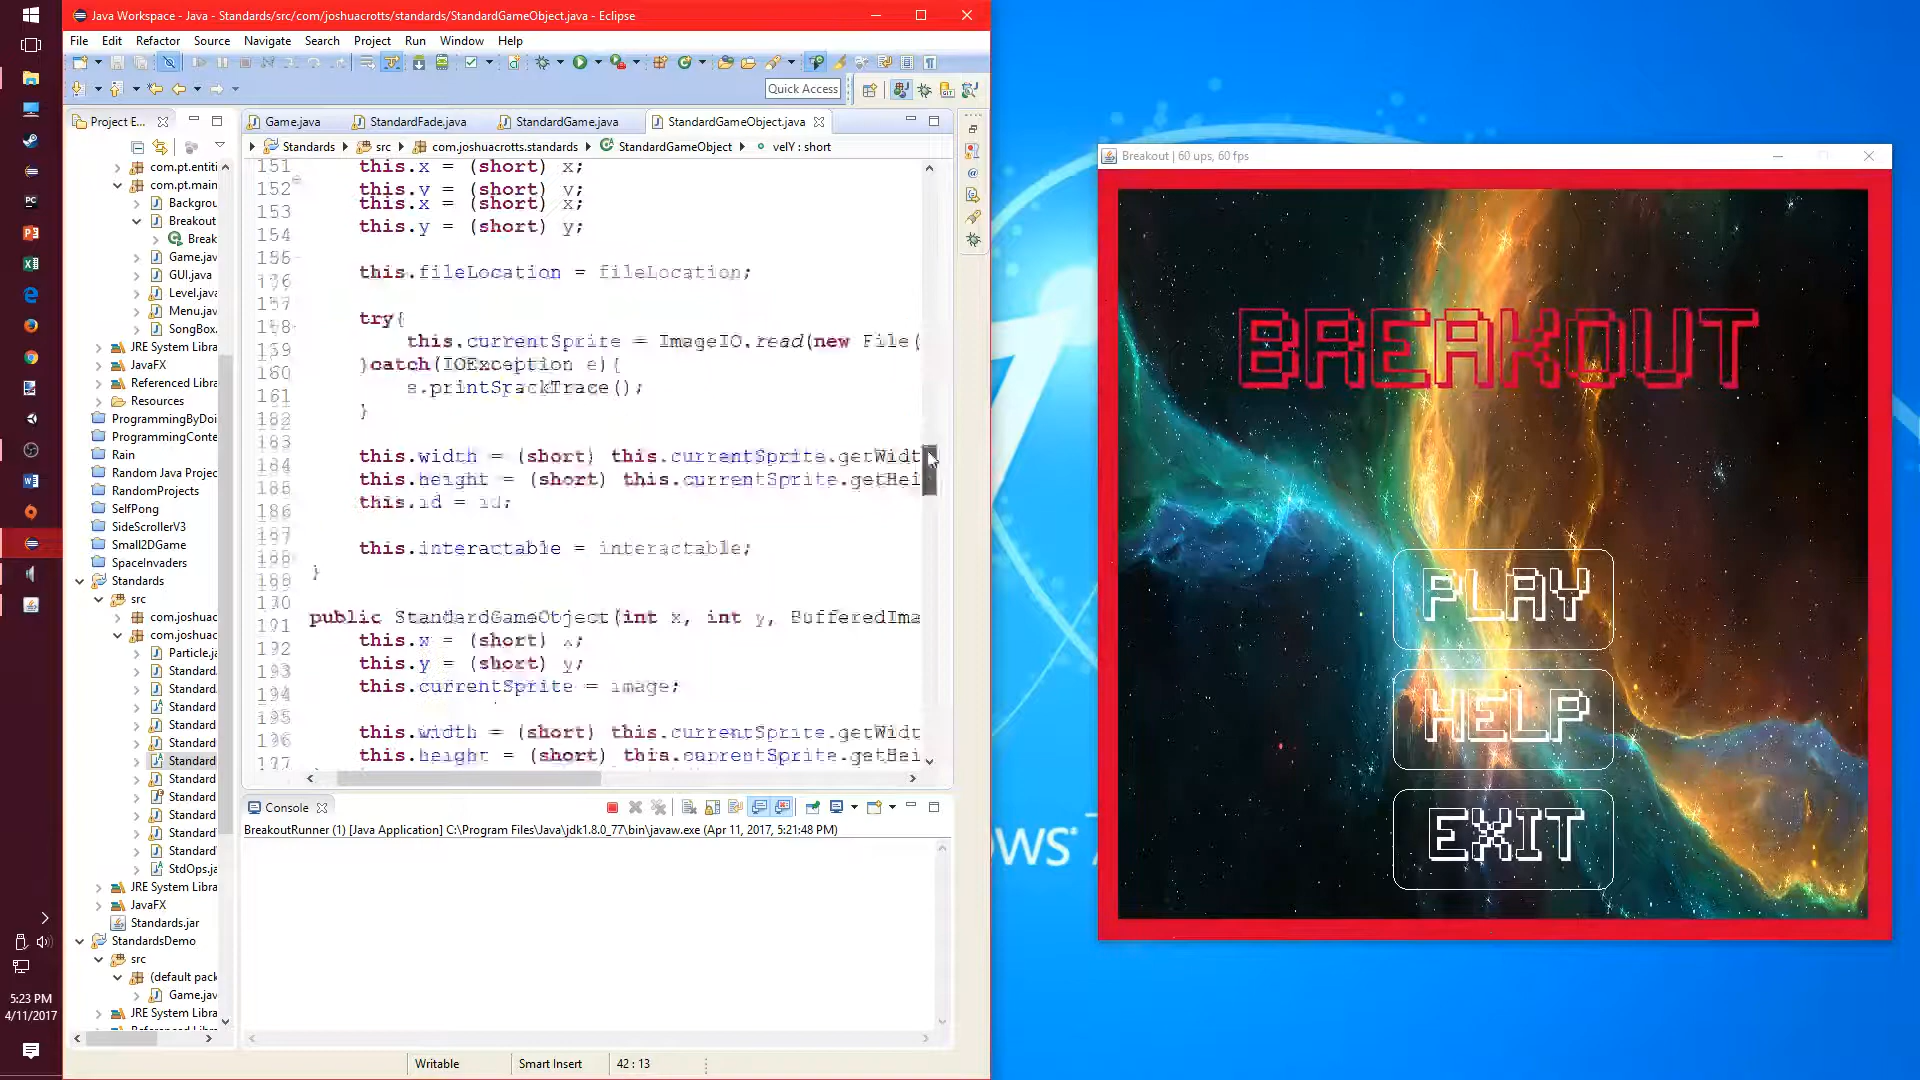 Java Workspace - Java - Standards/src/com/joshuacrotts/standards/StandardGameObject.java - Eclipse
File Edit Refactor Source Navigate Search Project Run Window Help
Quick Access
Project E...
Game.java StandardFade.java StandardGame.java StandardGameObject.java
Standards src com.joshuacrotts.standards StandardGameObject velY : short
com.pt.entiti
com.pt.main
Backgrou
Breakout
Break
Game.jav
GUI.java
Level.java
Menu.java
SongBox.
JRE System Libra
JavaFX
Referenced Libra
Resources
ProgrammingByDoi
ProgrammingConte
Rain
Random Java Projec
RandomProjects
SelfPong
SideScrollerV3
Small2DGame
SpaceInvaders
Standards
src
com.joshuac
com.joshuac
Particle.ja
Standard.
Standard.
Standard
Standard
Standard
Standard
Standard
Standard
Standard
Standard
Standard
StdOps.ja
JRE System Libra
JavaFX
Standards.jar
StandardsDemo
src
(default pack
Game.jav
JRE System Libra
151 this.x = (short) x;
152 this.y = (short) y;
153 this.x = (short) x;
154 this.y = (short) y;
this.fileLocation = fileLocation;
try{
this.currentSprite = ImageIO.read(new File(
}catch(IOException e){
e.printStackTrace();
}
this.width = (short) this.currentSprite.getWidt
this.height = (short) this.currentSprite.getHei
this.id = id;
this.interactable = interactable;
}
public StandardGameObject(int x, int y, BufferedIma
192 this.x = (short) x;
193 this.y = (short) y;
194 this.currentSprite = image;
195
this.width = (short) this.currentSprite.getWidt
this.height = (short) this.currentSprite.getHei
Console
BreakoutRunner (1) [Java Application] C:\Program Files\Java\jdk1.8.0_77\bin\javaw.exe (Apr 11, 2017, 5:21:48 PM)
Writable Smart Insert 42 : 13
5:23 PM
4/11/2017
Breakout | 60 ups, 60 fps
BREAKOUT
PLAY
HELP
EXIT